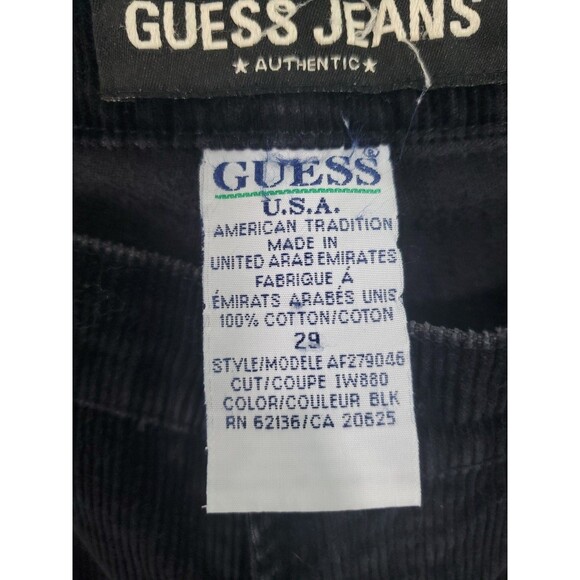 GUESS JEANS
★ AUTHENTIC ★
GUESS®
U.S.A.
AMERICAN TRADITION
MADE IN
UNITED ARAB EMIRATES
FABRIQUE Á
ÉMIRATS ARABÉS UNIS
100% COTTON/COTON
29
STYLE/MODELE AF279046
CUT/COUPE IW880
COLOR/COULEUR BLK
RN 62136/CA 20625